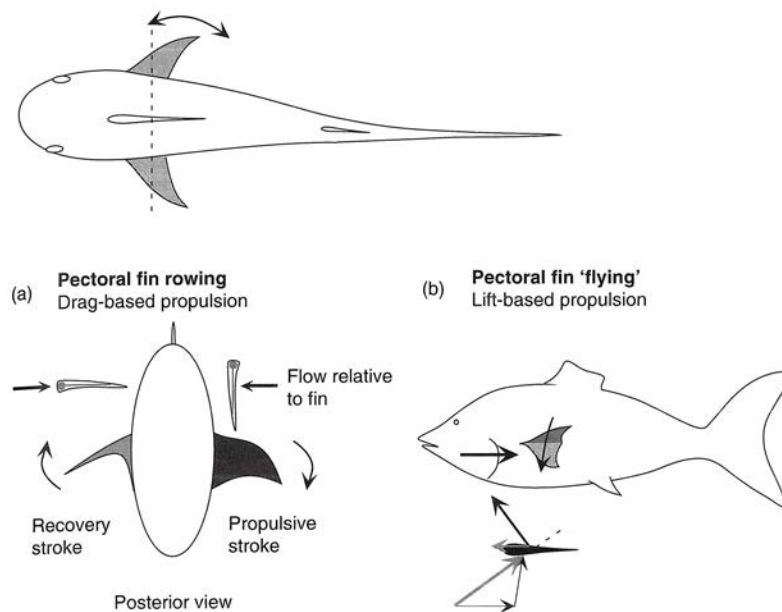 (a) Pectoral fin rowing
Drag-based propulsion
Flow relative
to fin
Recovery
stroke
Propulsive
stroke
Posterior view
(b) Pectoral fin ‘flying’
Lift-based propulsion